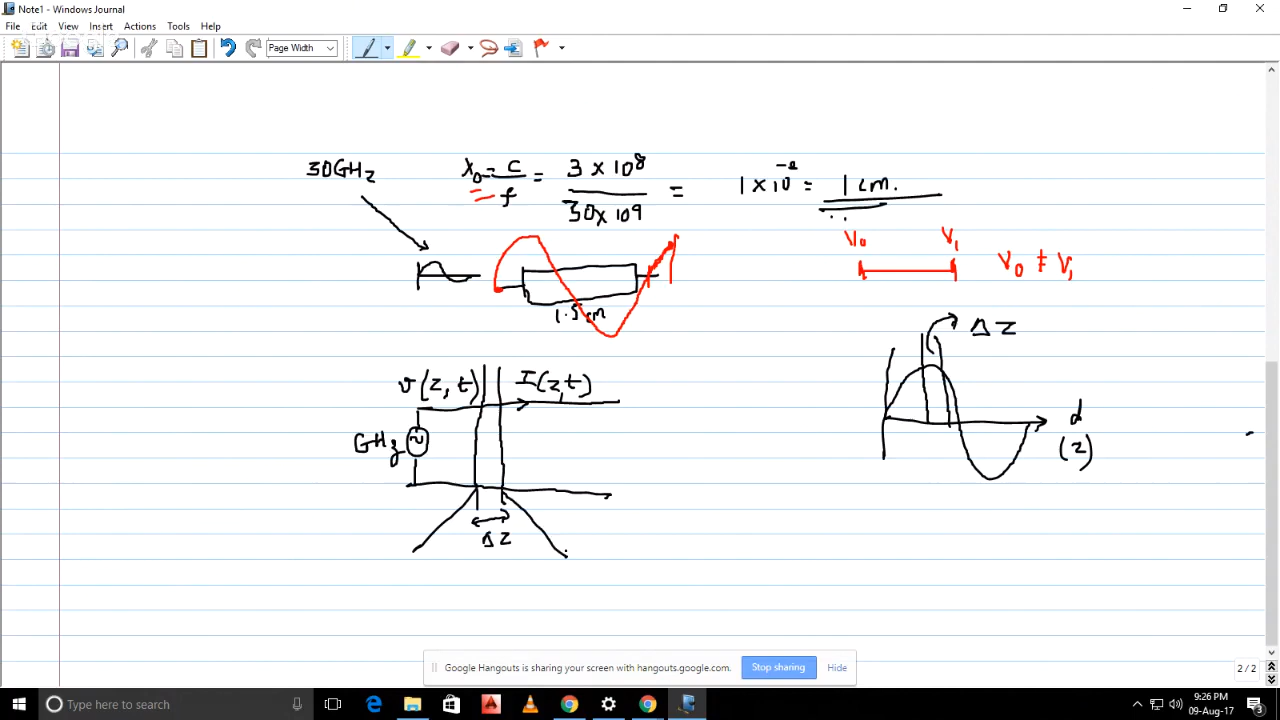 Note1 - Windows Journal
File Edit View Insert Actions Tools Help
Page Width
30GHz
λ0 = c/f = 3 x 10^8 / 30 x 10^9 = 1 x 10^-2 = 1 cm.
V0 V1
V0 ≠ V1
1.5 cm
ΔZ
v(z, t) I(z,t)
d
(z)
GHz
ΔZ
Google Hangouts is sharing your screen with hangouts.google.com. Stop sharing Hide
2 / 2
Type here to search
9:26 PM
09-Aug-17